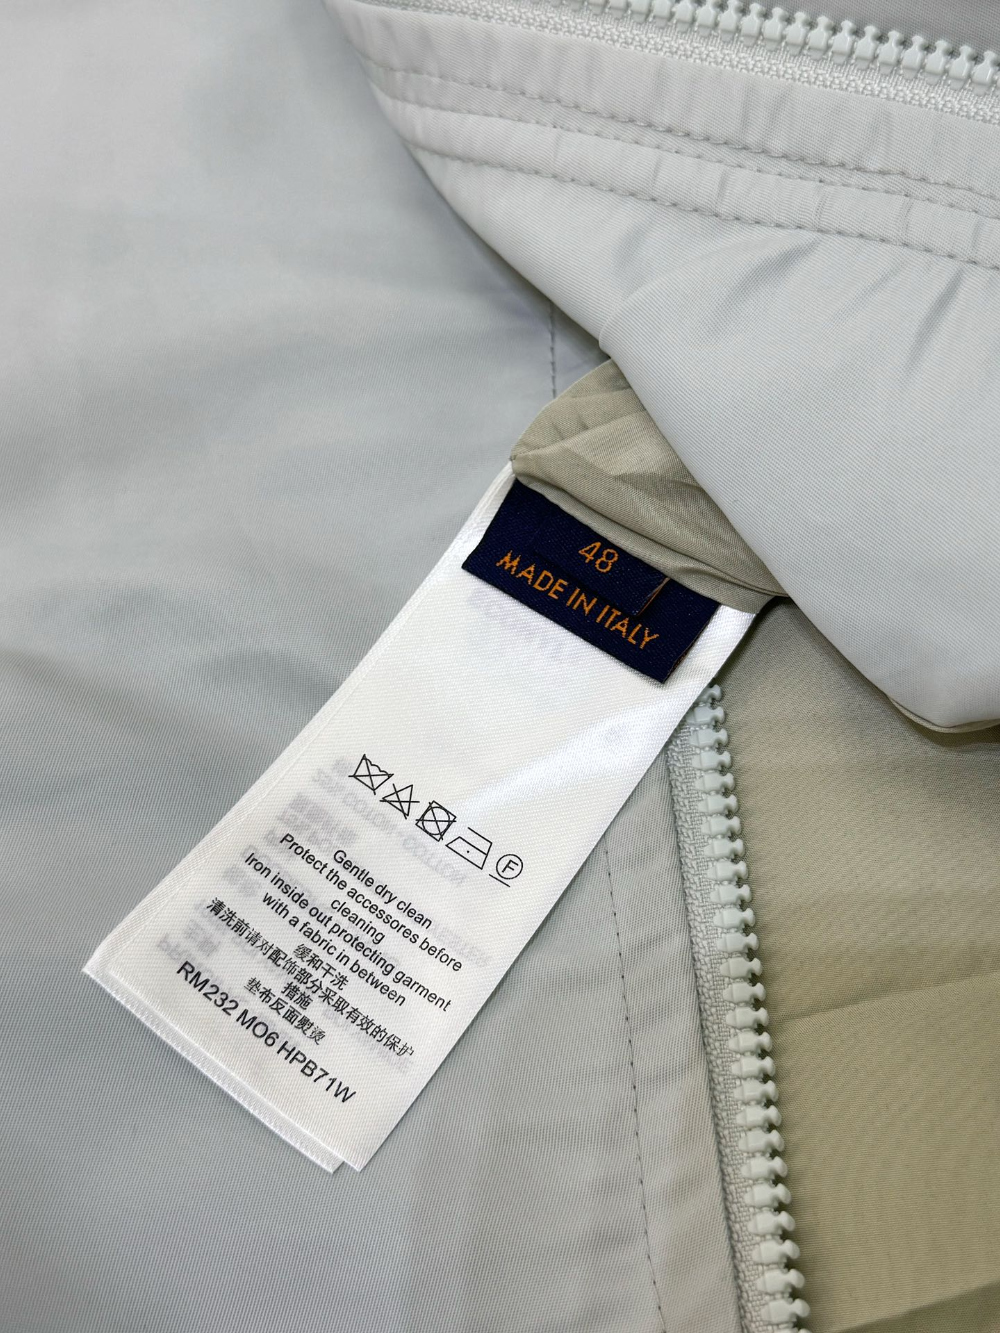 48
MADE IN ITALY
F
Gentle dry clean
Protect the accessores before
cleaning
Iron inside out protecting garment
with a fabric in between
缓和干洗
清洗前请对配饰部分采取有效的保护
措施
垫布反面熨烫
RM232 MO6 HPB71W